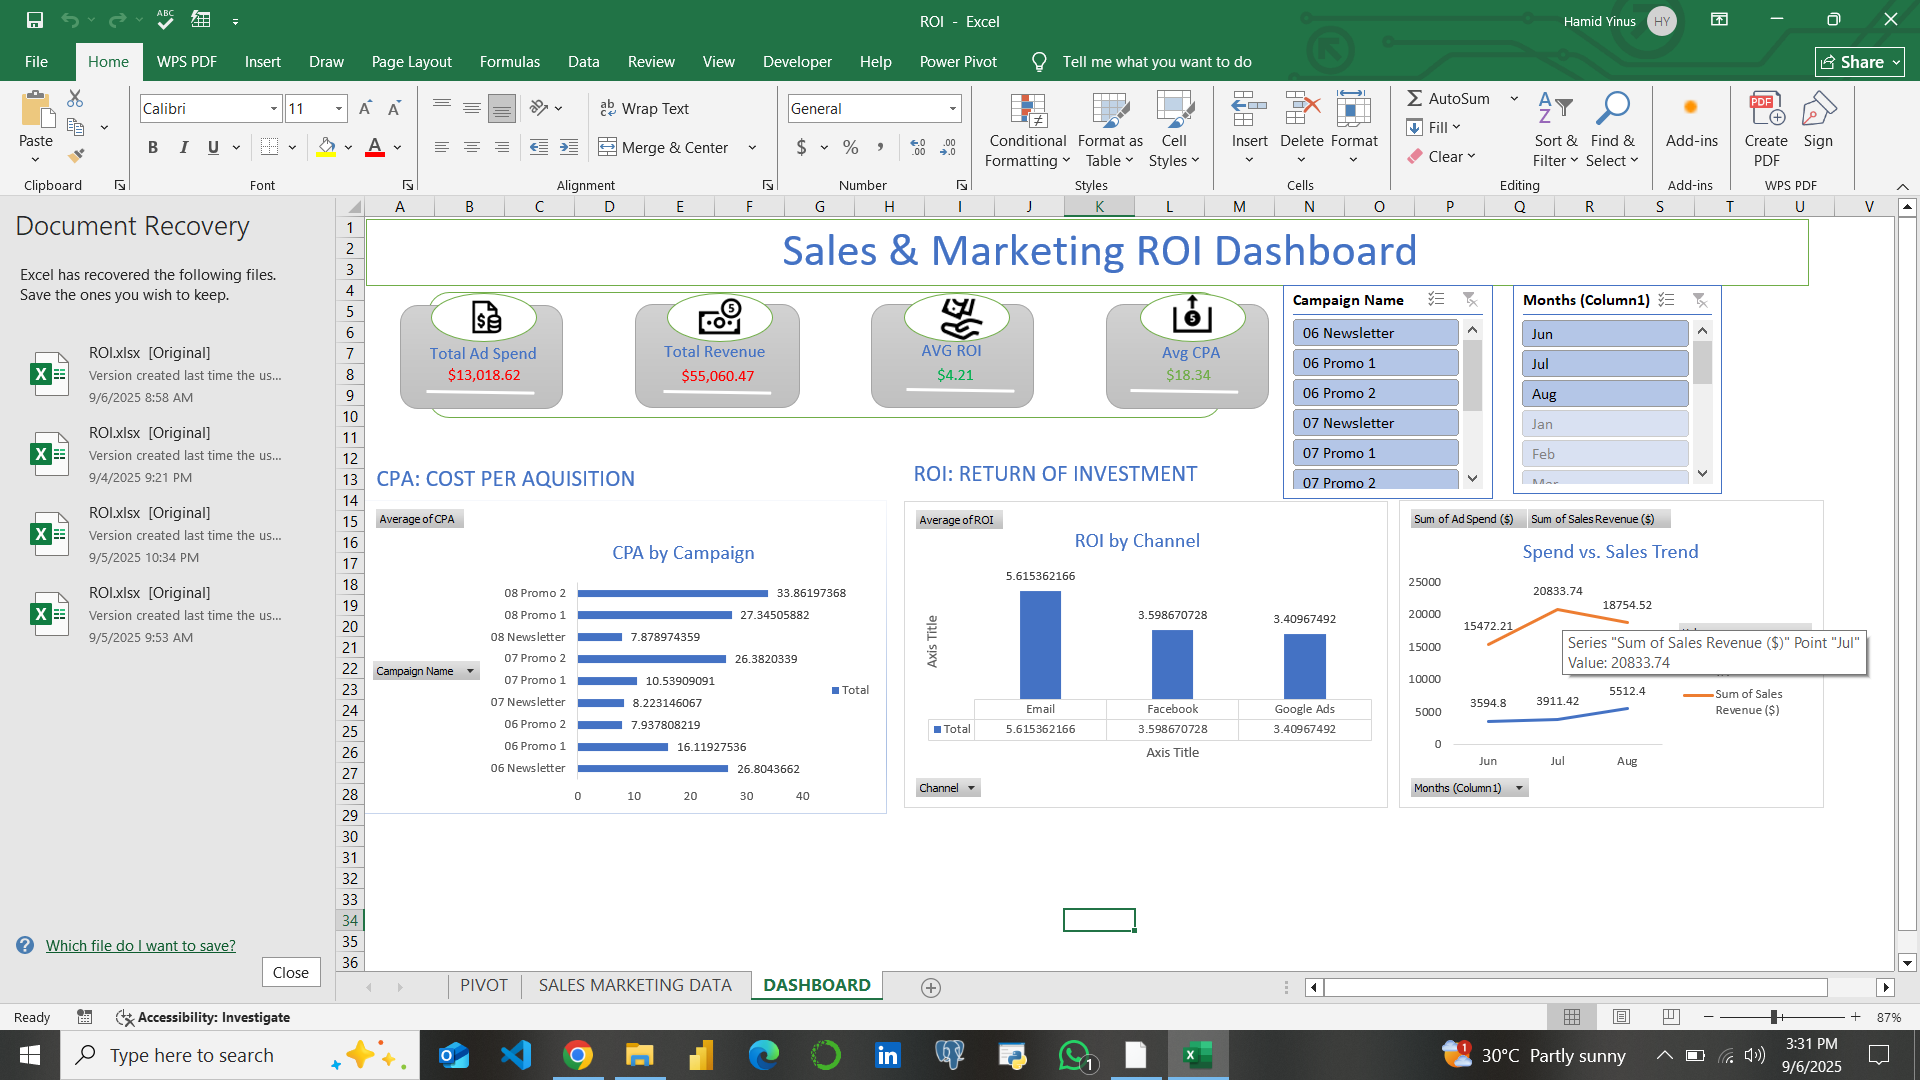 ABC
ROI - Excel
Hamid Yinus
HY
File
Home
WPS PDF
Insert
Draw
Page Layout
Formulas
Data
Review
View
Developer
Help
Power Pivot
Tell me what you want to do
Share
Paste
Calibri
11
B I U
ab Wrap Text
Merge & Center
General
$ % ,
Conditional
Formatting
Format as
Table
Cell
Styles
Insert
Delete
Format
AutoSum
Fill
Clear
Sort &
Filter
Find &
Select
Add-ins
Create
PDF
Sign
Clipboard
Font
Alignment
Number
Styles
Cells
Editing
Add-ins
WPS PDF
Document Recovery
Excel has recovered the following files.
Save the ones you wish to keep.
ROI.xlsx [Original]
Version created last time the us...
9/6/2025 8:58 AM
ROI.xlsx [Original]
Version created last time the us...
9/4/2025 9:21 PM
ROI.xlsx [Original]
Version created last time the us...
9/5/2025 10:34 PM
ROI.xlsx [Original]
Version created last time the us...
9/5/2025 9:53 AM
Which file do I want to save?
Close
A B C D E F G H I J K L M N O P Q R S T U V
1
2
3
4
5
6
7
8
9
10
11
12
13
14
15
16
17
18
19
20
21
22
23
24
25
26
27
28
29
30
31
32
33
34
35
36
Sales & Marketing ROI Dashboard
Total Ad Spend
$13,018.62
Total Revenue
$55,060.47
AVG ROI
$4.21
Avg CPA
$18.34
Campaign Name
06 Newsletter
06 Promo 1
06 Promo 2
07 Newsletter
07 Promo 1
07 Promo 2
Months (Column1)
Jun
Jul
Aug
Jan
Feb
Mar
CPA: COST PER AQUISITION
ROI: RETURN OF INVESTMENT
Average of CPA
CPA by Campaign
08 Promo 2 33.86197368
08 Promo 1 27.34505882
08 Newsletter 7.878974359
07 Promo 2 26.3820339
07 Promo 1 10.53909091
07 Newsletter 8.223146067
06 Promo 2 7.937808219
06 Promo 1 16.11927536
06 Newsletter 26.8043662
0 10 20 30 40
Campaign Name
Total
Average of ROI
ROI by Channel
5.615362166
3.598670728
3.40967492
Axis Title
Email Facebook Google Ads
Total 5.615362166 3.598670728 3.40967492
Axis Title
Channel
Sum of Ad Spend ($) Sum of Sales Revenue ($)
Spend vs. Sales Trend
25000
20000
15000
10000
5000
0
15472.21
20833.74
18754.52
3594.8
3911.42
5512.4
Jun Jul Aug
Series "Sum of Sales Revenue ($)" Point "Jul"
Value: 20833.74
Sum of Sales
Revenue ($)
Months (Column1)
PIVOT
SALES MARKETING DATA
DASHBOARD
Ready
Accessibility: Investigate
87%
Type here to search
1
1
30°C Partly sunny
3:31 PM
9/6/2025